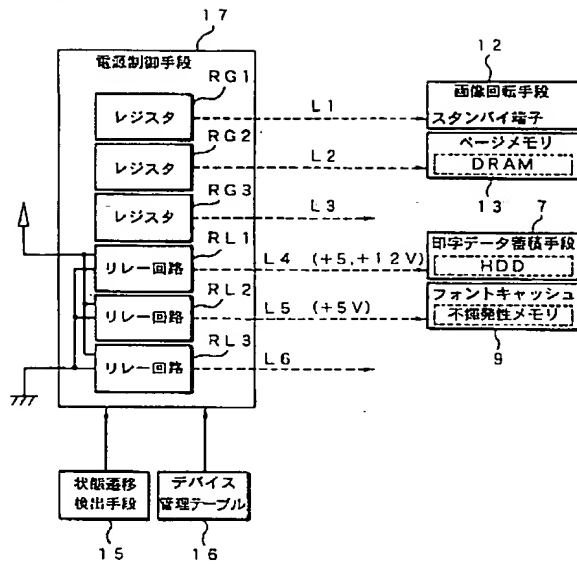 17
電源制御手段
RG1
レジスタ
L1
12
画像回転手段
スタンバイ端子
RG2
レジスタ
L2
ページメモリ
DRAM
13
RG3
レジスタ
L3
7
RL1
リレー回路
L4 (+5,+12V)
印字データ蓄積手段
HDD
RL2
リレー回路
L5 (+5V)
フォントキャッシュ
不揮発性メモリ
9
RL3
リレー回路
L6
状態遷移
検出手段
15
デバイス
管理テーブル
16